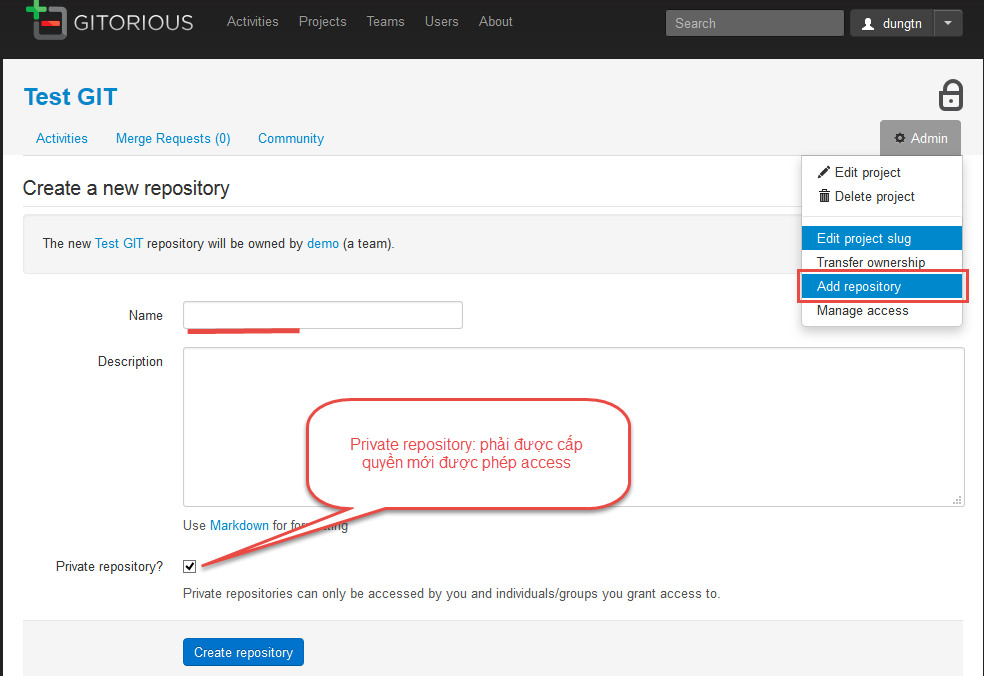 GITORIOUS Activities Projects Teams Users About Search dungtn
Test GIT
Activities Merge Requests (0) Community Admin
Edit project
Delete project
Edit project slug
Transfer ownership
Add repository
Manage access
Create a new repository
The new Test GIT repository will be owned by demo (a team).
Name
Description
Private repository: phải được cấp
quyền mới được phép access
Use Markdown for formatting
Private repository?
Private repositories can only be accessed by you and individuals/groups you grant access to.
Create repository